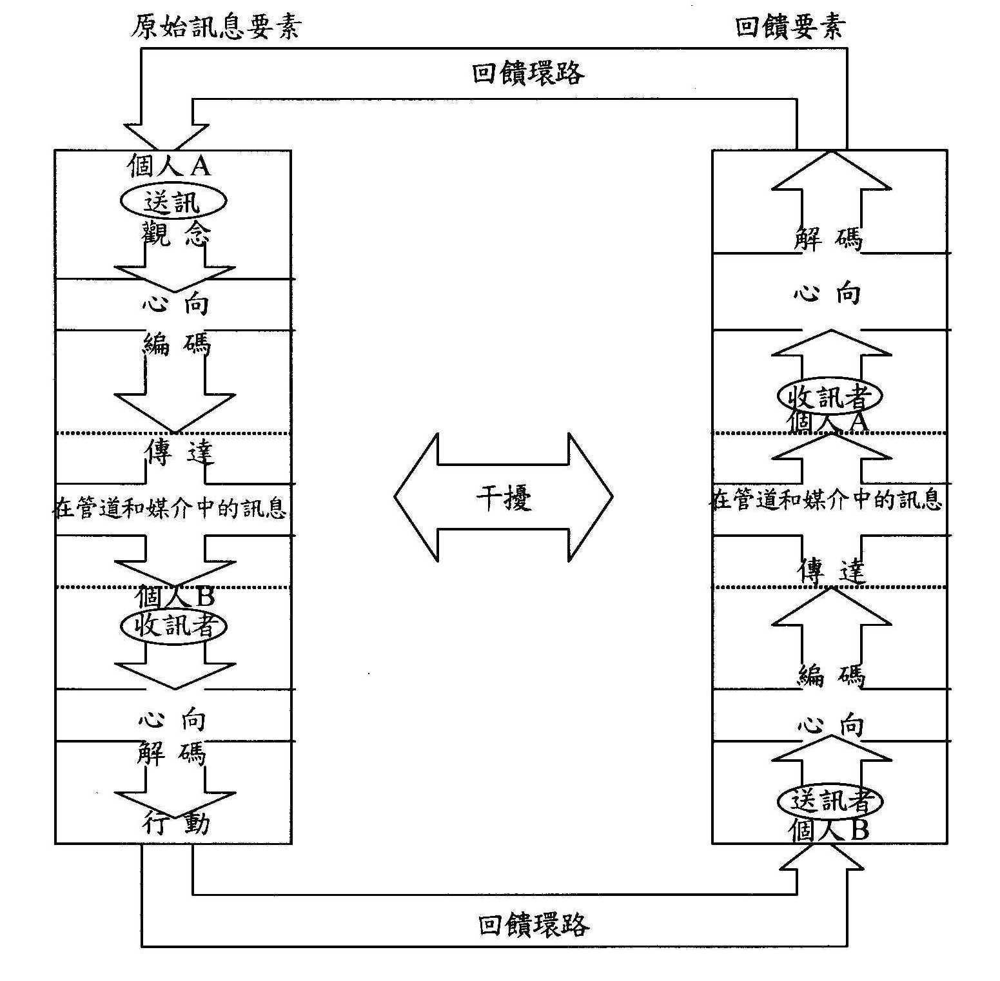 原始訊息要素
回饋要素
回饋環路
個人A
送訊
觀念
心向
編碼
傳達
在管道和媒介中的訊息
個人B
收訊者
心向
解碼
行動
干擾
解碼
心向
收訊者
個人A
在管道和媒介中的訊息
傳達
編碼
心向
送訊者
個人B
回饋環路